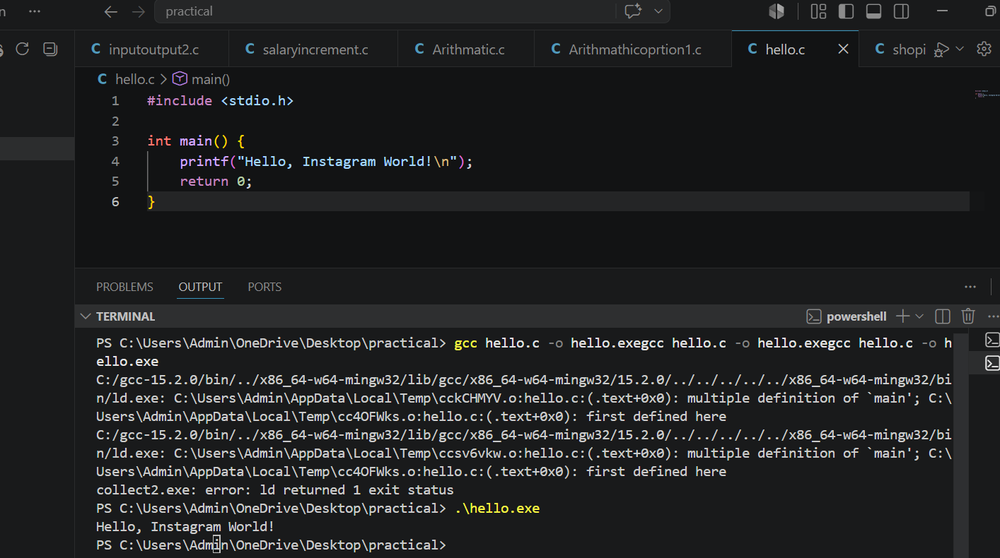 n ... practical
inputoutput2.c salaryincrement.c Arithmatic.c Arithmathicoprtion1.c hello.c shopi
hello.c > main()
1 #include <stdio.h>
2
3 int main() {
4 printf("Hello, Instagram World!\n");
5 return 0;
6 }
PROBLEMS OUTPUT PORTS
TERMINAL powershell
PS C:\Users\Admin\OneDrive\Desktop\practical> gcc hello.c -o hello.exegcc hello.c -o hello.exegcc hello.c -o h
ello.exe
C:/gcc-15.2.0/bin/../x86_64-w64-mingw32/lib/gcc/x86_64-w64-mingw32/15.2.0/../../../../x86_64-w64-mingw32/bi
n/ld.exe: C:\Users\Admin\AppData\Local\Temp\cckCHMYV.o:hello.c:(.text+0x0): multiple definition of `main'; C:\
Users\Admin\AppData\Local\Temp\cc4OFWks.o:hello.c:(.text+0x0): first defined here
C:/gcc-15.2.0/bin/../x86_64-w64-mingw32/lib/gcc/x86_64-w64-mingw32/15.2.0/../../../../x86_64-w64-mingw32/bi
n/ld.exe: C:\Users\Admin\AppData\Local\Temp\ccsv6vkw.o:hello.c:(.text+0x0): multiple definition of `main'; C:\
Users\Admin\AppData\Local\Temp\cc4OFWks.o:hello.c:(.text+0x0): first defined here
collect2.exe: error: ld returned 1 exit status
PS C:\Users\Admin\OneDrive\Desktop\practical> .\hello.exe
Hello, Instagram World!
PS C:\Users\Admin\OneDrive\Desktop\practical>